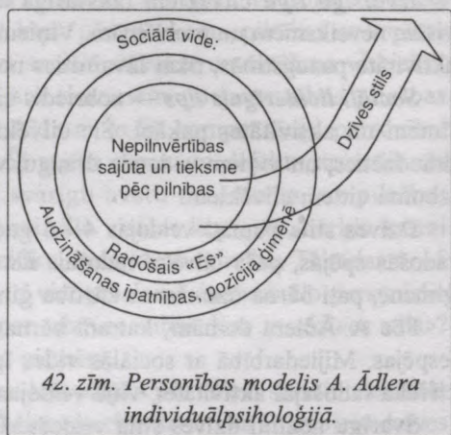 Sociālā vide:
Nepilnvērtības
sajūta un tieksme
pēc pilnības
Radošais «Es»
Audzināšanas īpatnības, pozīcija ģimenē
Dzīves stils
42. zīm. Personības modelis A. Ādlera
individuālpsiholoģijā.